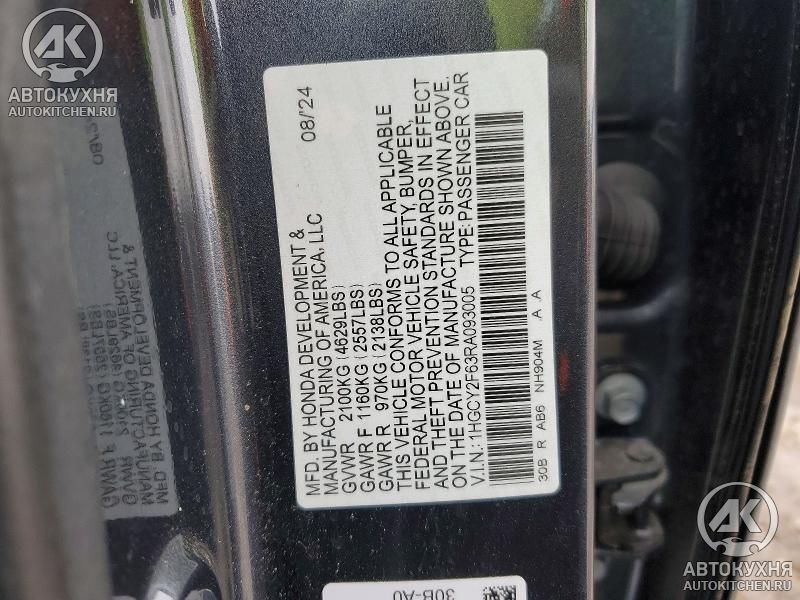 AK
АВТОКУХНЯ
AUTOKITCHEN.RU
MFD. BY HONDA DEVELOPMENT & 08/'24
MANUFACTURING OF AMERICA, LLC
GVWR 2100KG (4629LBS)
GAWR F 1160KG (2557LBS)
GAWR R 970KG (2138LBS)
THIS VEHICLE CONFORMS TO ALL APPLICABLE
FEDERAL MOTOR VEHICLE SAFETY, BUMPER,
AND THEFT PREVENTION STANDARDS IN EFFECT
ON THE DATE OF MANUFACTURE SHOWN ABOVE.
V.I.N.: 1HGCY2F63RA093005 TYPE: PASSENGER CAR
30B R AB6 NH904M A A
30B-A0
AK
АВТОКУХНЯ
AUTOKITCHEN.RU